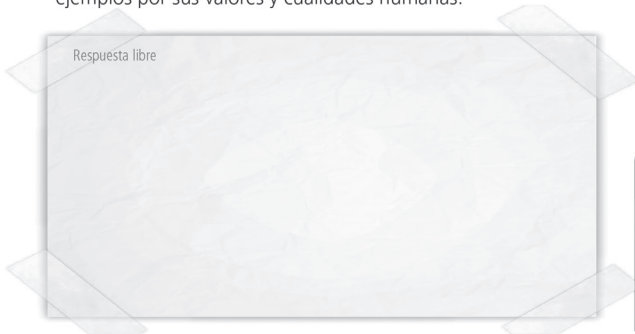 ejemplos por sus valores y cualidades humanas.
Respuesta libre